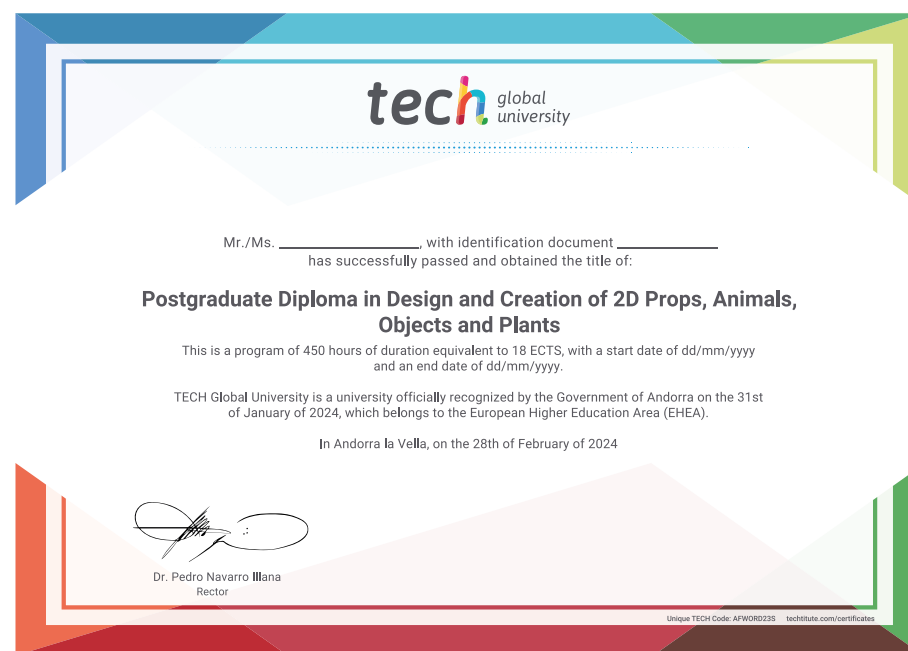 tech global university
Mr./Ms. ____________________, with identification document ______________
has successfully passed and obtained the title of:
Postgraduate Diploma in Design and Creation of 2D Props, Animals,
Objects and Plants
This is a program of 450 hours of duration equivalent to 18 ECTS, with a start date of dd/mm/yyyy
and an end date of dd/mm/yyyy.
TECH Global University is a university officially recognized by the Government of Andorra on the 31st
of January of 2024, which belongs to the European Higher Education Area (EHEA).
In Andorra la Vella, on the 28th of February of 2024
Dr. Pedro Navarro Illana
Rector
Unique TECH Code: AFWORD23S techtitute.com/certificates